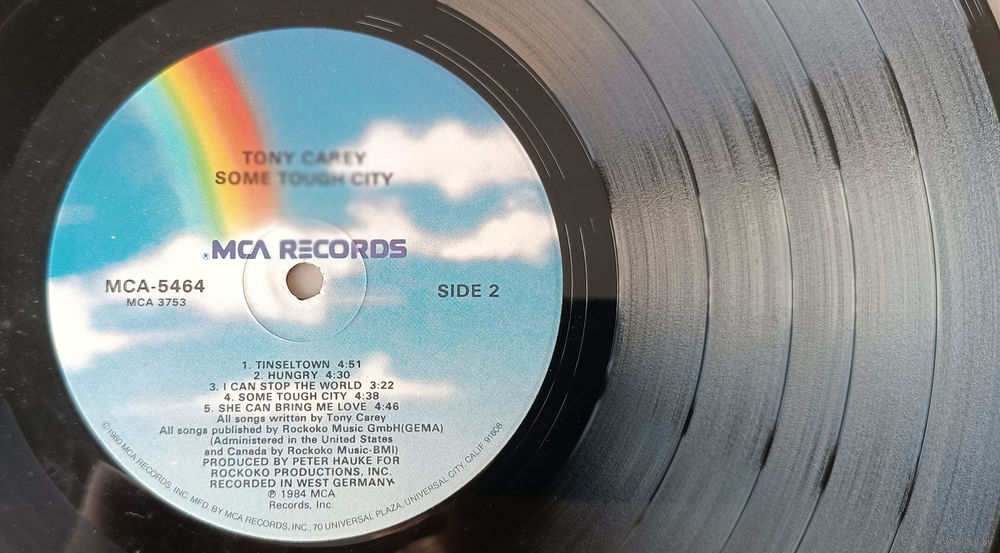 TONY CAREY
SOME TOUGH CITY
®MCA RECORDS
MCA-5464
MCA 3753
SIDE 2
1. TINSELTOWN 4:51
2. HUNGRY 4:30
3. I CAN STOP THE WORLD 3:22
4. SOME TOUGH CITY 4:38
5. SHE CAN BRING ME LOVE 4:46
All songs written by Tony Carey
All songs published by Rockoko Music GmbH(GEMA)
(Administered in the United States
and Canada by Rockoko Music-BMI)
PRODUCED BY PETER HAUKE FOR
ROCKOKO PRODUCTIONS, INC.
RECORDED IN WEST GERMANY
℗ 1984 MCA
Records, Inc.
©1980 MCA RECORDS, INC. MFD. BY MCA RECORDS, INC., 70 UNIVERSAL PLAZA, UNIVERSAL CITY, CALIF. 91608